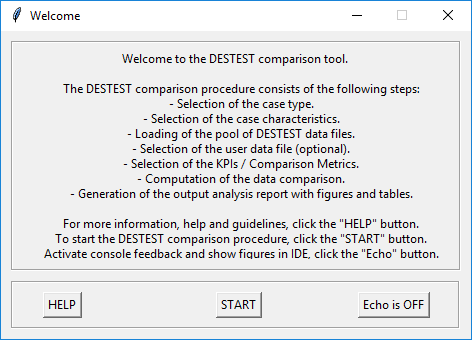 Welcome
Welcome to the DESTEST comparison tool.
The DESTEST comparison procedure consists of the following steps:
- Selection of the case type.
- Selection of the case characteristics.
- Loading of the pool of DESTEST data files.
- Selection of the user data file (optional).
- Selection of the KPIs / Comparison Metrics.
- Computation of the data comparison.
- Generation of the output analysis report with figures and tables.
For more information, help and guidelines, click the "HELP" button.
To start the DESTEST comparison procedure, click the "START" button.
Activate console feedback and show figures in IDE, click the "Echo" button.
HELP
START
Echo is OFF